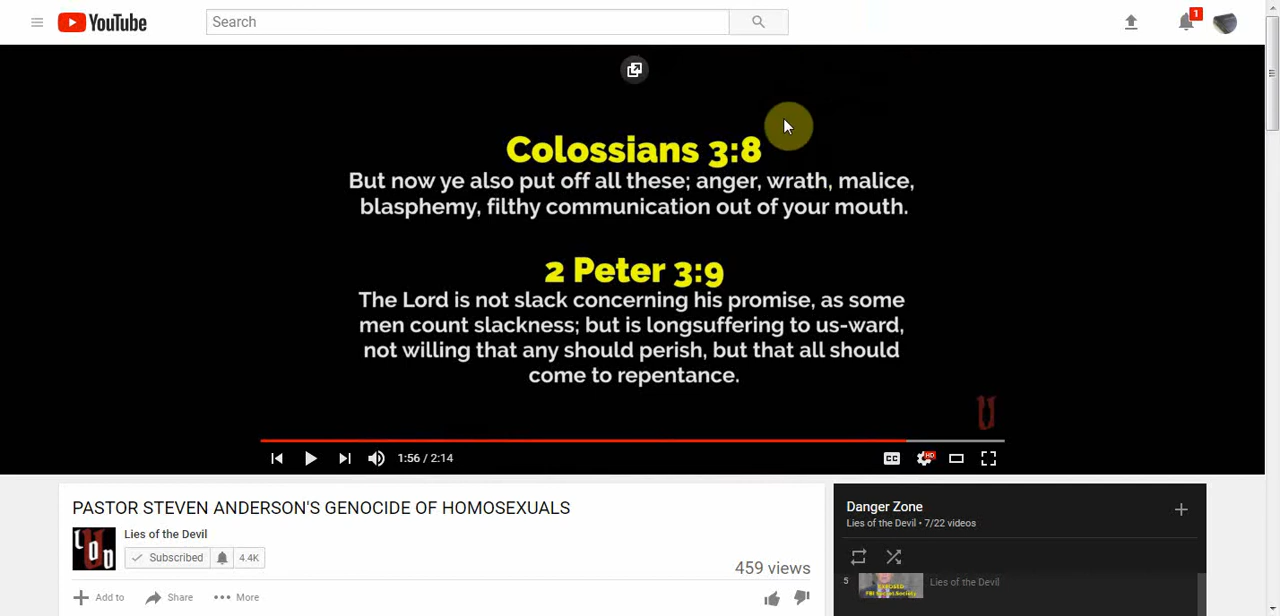 YouTube
Search
1
Colossians 3:8
But now ye also put off all these; anger, wrath, malice,
blasphemy, filthy communication out of your mouth.
2 Peter 3:9
The Lord is not slack concerning his promise, as some
men count slackness; but is longsuffering to us-ward,
not willing that any should perish, but that all should
come to repentance.
U
1:56 / 2:14
CC
HD
PASTOR STEVEN ANDERSON'S GENOCIDE OF HOMOSEXUALS
LOD
Lies of the Devil
Subscribed
4.4K
459 views
Add to
Share
More
Danger Zone
Lies of the Devil • 7/22 videos
5
Lies of the Devil